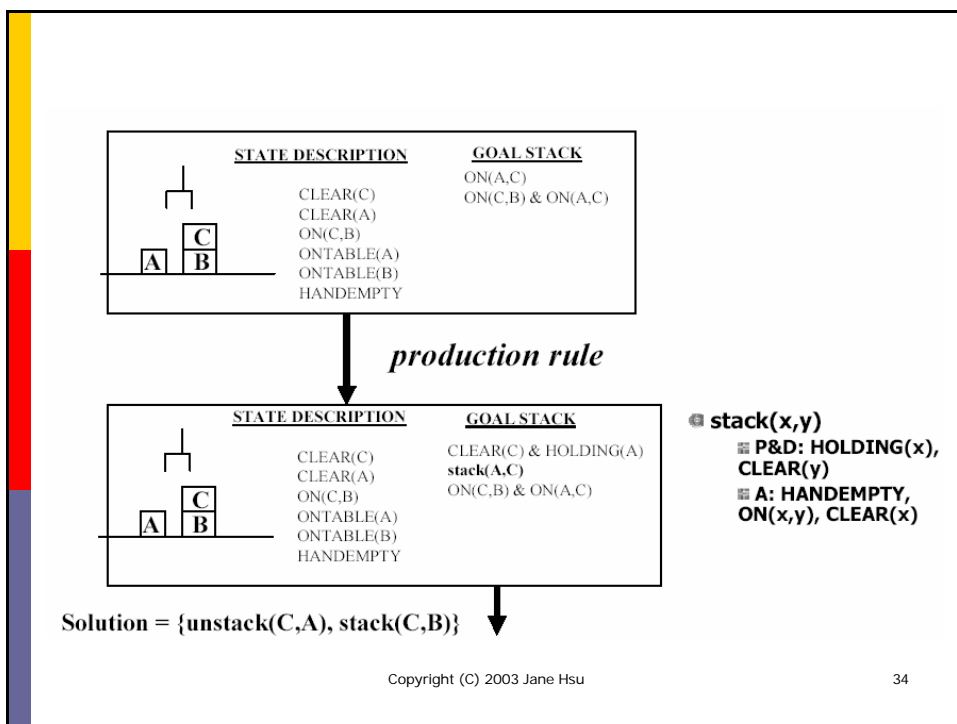 STATE DESCRIPTION
GOAL STACK
CLEAR(C)
CLEAR(A)
ON(C,B)
ONTABLE(A)
ONTABLE(B)
HANDEMPTY
ON(A,C)
ON(C,B) & ON(A,C)
C
A B
production rule
STATE DESCRIPTION
GOAL STACK
CLEAR(C)
CLEAR(A)
ON(C,B)
ONTABLE(A)
ONTABLE(B)
HANDEMPTY
CLEAR(C) & HOLDING(A)
stack(A,C)
ON(C,B) & ON(A,C)
C
A B
stack(x,y)
P&D: HOLDING(x),
CLEAR(y)
A: HANDEMPTY,
ON(x,y), CLEAR(x)
Solution = {unstack(C,A), stack(C,B)}
Copyright (C) 2003 Jane Hsu
34